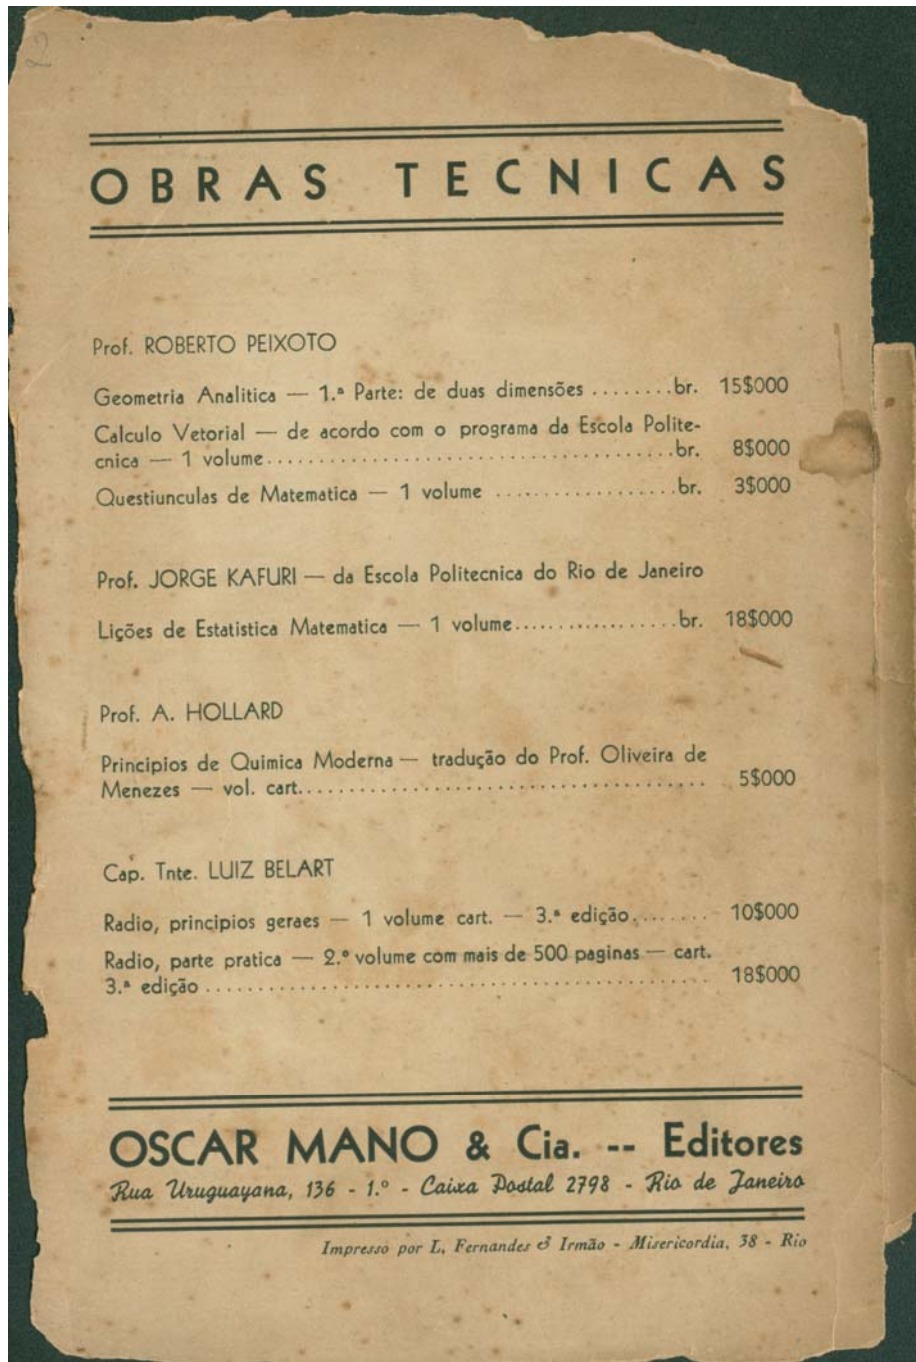 OBRAS TECNICAS
Prof. ROBERTO PEIXOTO
Geometria Analitica — 1.ª Parte: de duas dimensões ........br. 15$000
Calculo Vetorial — de acordo com o programa da Escola Polite-
cnica — 1 volume.......................................br. 8$000
Questiunculas de Matematica — 1 volume .................br. 3$000
Prof. JORGE KAFURI — da Escola Politecnica do Rio de Janeiro
Lições de Estatistica Matematica — 1 volume.................br. 18$000
Prof. A. HOLLARD
Principios de Quimica Moderna — tradução do Prof. Oliveira de
Menezes — vol. cart...................................... 5$000
Cap. Tnte. LUIZ BELART
Radio, principios geraes — 1 volume cart. — 3.ª edição........ 10$000
Radio, parte pratica — 2.º volume com mais de 500 paginas — cart.
3.ª edição ................................................ 18$000
OSCAR MANO & Cia. -- Editores
Rua Uruguayana, 136 - 1.º - Caixa Postal 2798 - Rio de Janeiro
Impresso por L. Fernandes & Irmão - Misericordia, 38 - Rio